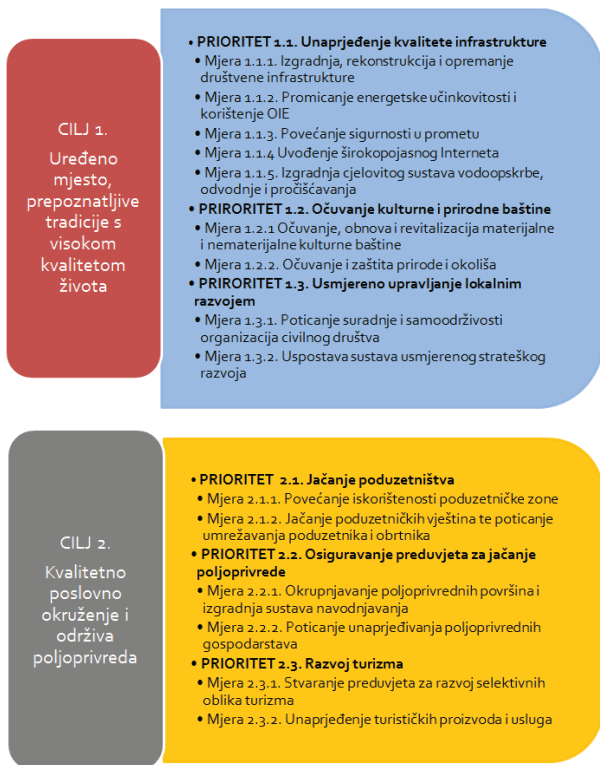 CILJ 1.
Uređeno
mjesto,
prepoznatljive
tradicije s
visokom
kvalitetom
života
• PRIORITET 1.1. Unaprjeđenje kvalitete infrastrukture
• Mjera 1.1.1. Izgradnja, rekonstrukcija i opremanje
društvene infrastrukture
• Mjera 1.1.2. Promicanje energetske učinkovitosti i
korištenje OIE
• Mjera 1.1.3. Povećanje sigurnosti u prometu
• Mjera 1.1.4 Uvođenje širokopojasnog Interneta
• Mjera 1.1.5. Izgradnja cjelovitog sustava vodoopskrbe,
odvodnje i pročišćavanja
• PRIRORITET 1.2. Očuvanje kulturne i prirodne baštine
• Mjera 1.2.1 Očuvanje, obnova i revitalizacija materijalne
i nematerijalne kulturne baštine
• Mjera 1.2.2. Očuvanje i zaštita prirode i okoliša
• PRIRORITET 1.3. Usmjereno upravljanje lokalnim
razvojem
• Mjera 1.3.1. Poticanje suradnje i samoodrživosti
organizacija civilnog društva
• Mjera 1.3.2. Uspostava sustava usmjerenog strateškog
razvoja
CILJ 2.
Kvalitetno
poslovno
okruženje i
održiva
poljoprivreda
• PRIORITET 2.1. Jačanje poduzetništva
• Mjera 2.1.1. Povećanje iskorištenosti poduzetničke zone
• Mjera 2.1.2. Jačanje poduzetničkih vještina te poticanje
umrežavanja poduzetnika i obrtnika
• PRIORITET 2.2. Osiguravanje preduvjeta za jačanje
poljoprivrede
• Mjera 2.2.1. Okrupnjavanje poljoprivrednih površina i
izgradnja sustava navodnjavanja
• Mjera 2.2.2. Poticanje unaprjeđivanja poljoprivrednih
gospodarstava
• PRIORITET 2.3. Razvoj turizma
• Mjera 2.3.1. Stvaranje preduvjeta za razvoj selektivnih
oblika turizma
• Mjera 2.3.2. Unaprjeđenje turističkih proizvoda i usluga